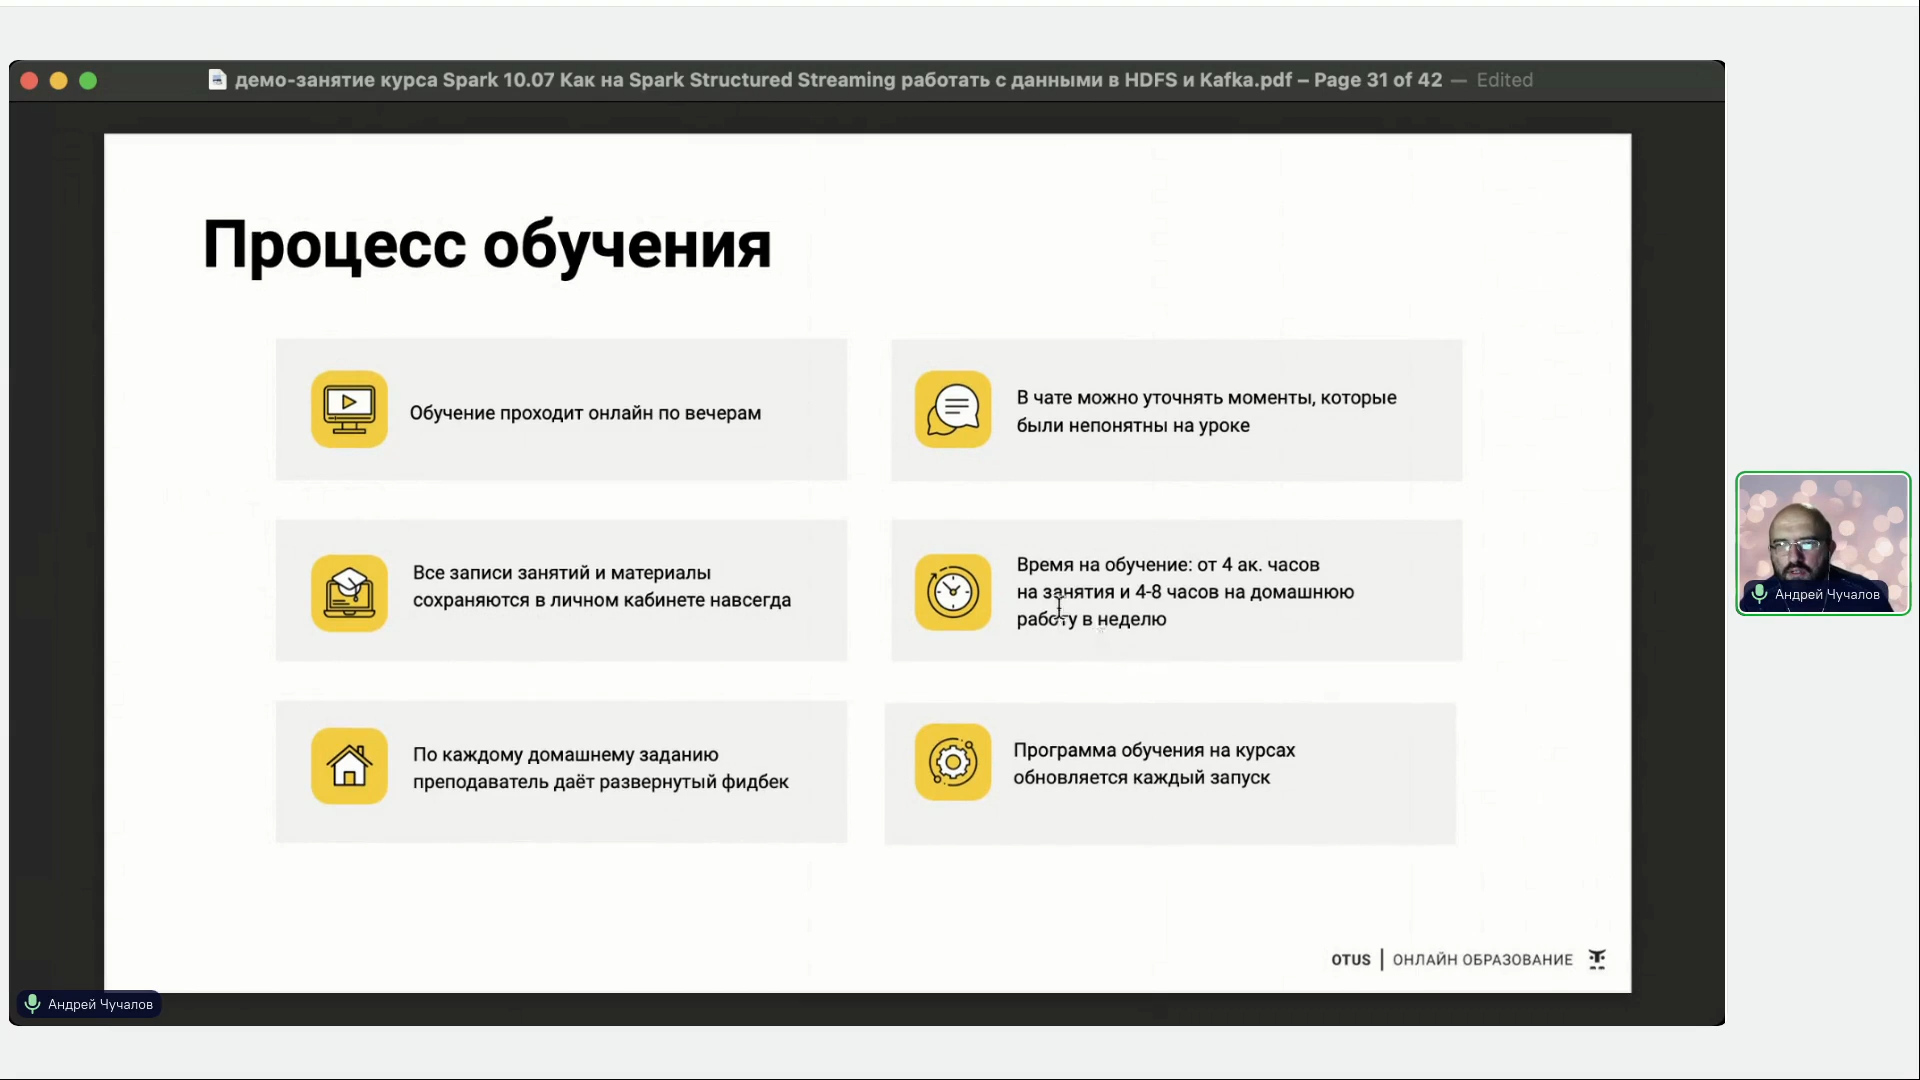 демо-занятие курса Spark 10.07 Как на Spark Structured Streaming работать с данными в HDFS и Kafka.pdf – Page 31 of 42 — Edited
Процесс обучения
Обучение проходит онлайн по вечерам
В чате можно уточнять моменты, которые
были непонятны на уроке
Все записи занятий и материалы
сохраняются в личном кабинете навсегда
Время на обучение: от 4 ак. часов
на занятия и 4-8 часов на домашнюю
работу в неделю
По каждому домашнему заданию
преподаватель даёт развернутый фидбек
Программа обучения на курсах
обновляется каждый запуск
OTUS | ОНЛАЙН ОБРАЗОВАНИЕ
Андрей Чучалов
Андрей Чучалов